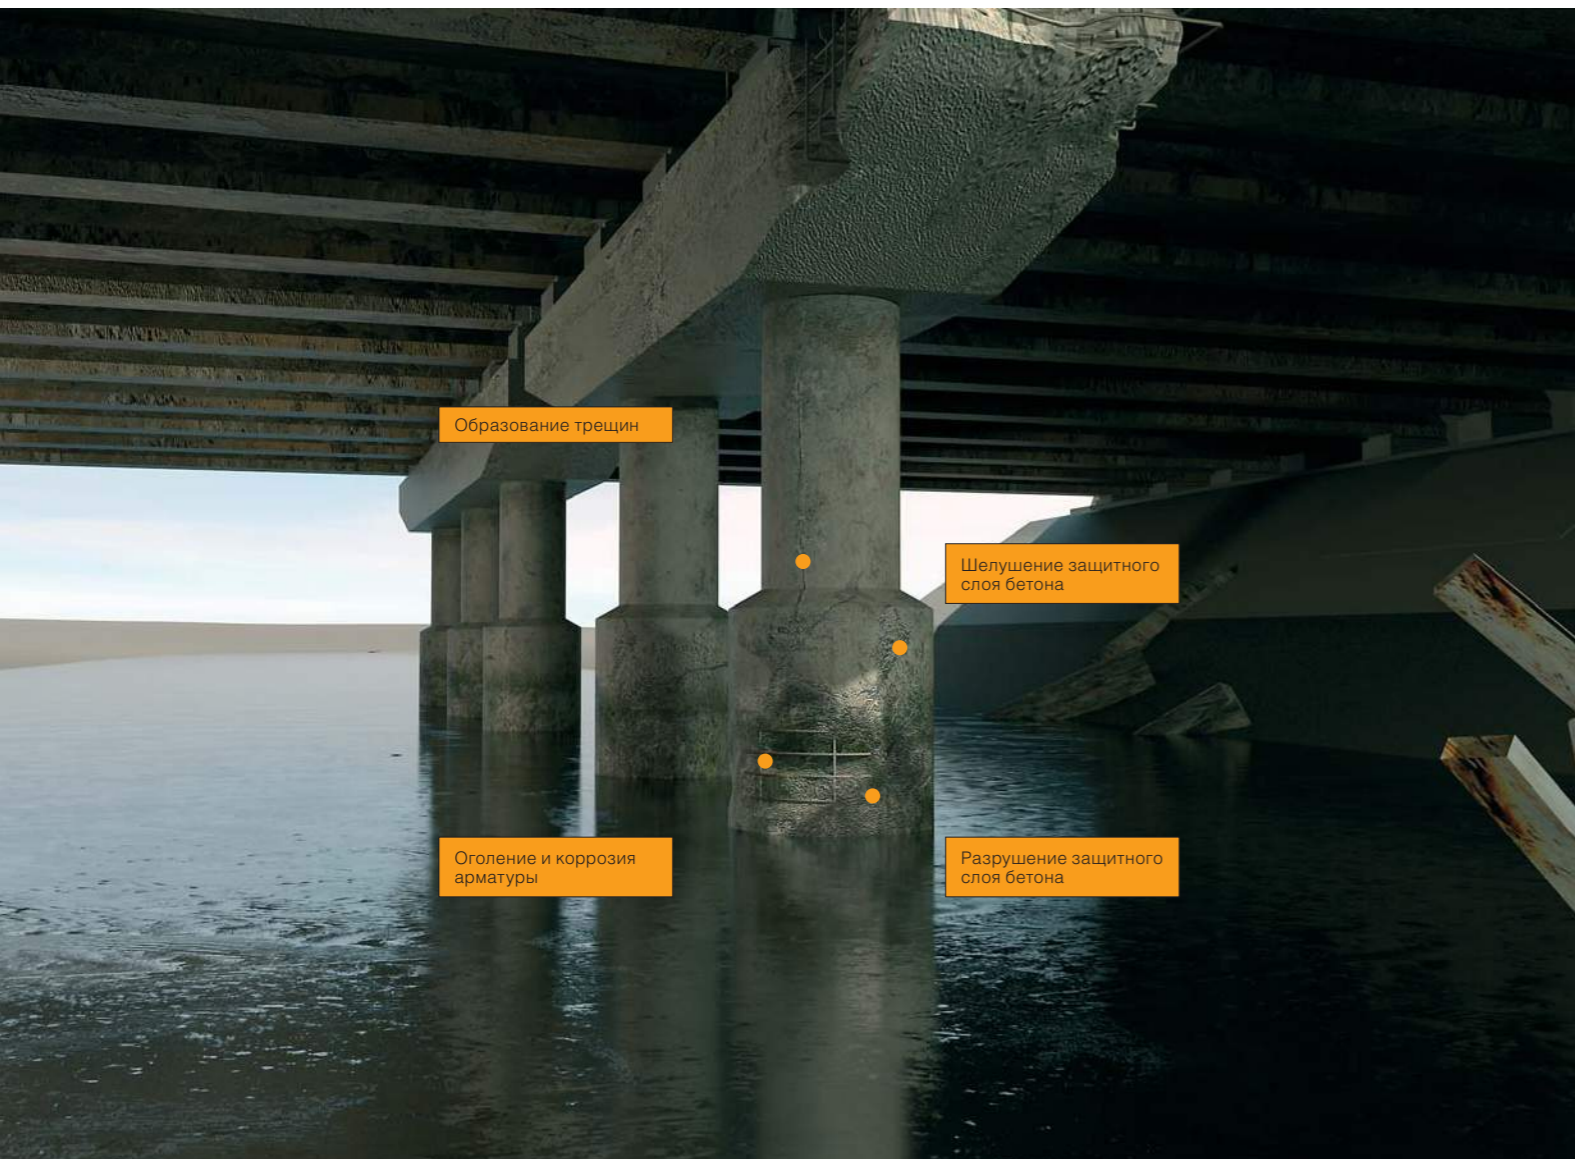 Образование трещин
Шелушение защитного
слоя бетона
Оголение и коррозия
арматуры
Разрушение защитного
слоя бетона